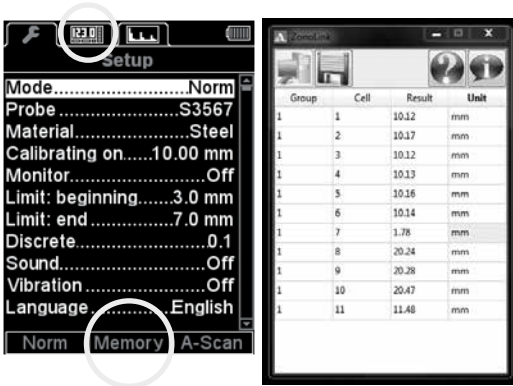 123.0
Setup
Mode....................Norm
Probe..................S3567
Material.................Steel
Calibrating on......10.00 mm
Monitor....................Off
Limit: beginning.......3.0 mm
Limit: end..............7.0 mm
Discrete....................0.1
Sound......................Off
Vibration...................Off
Language..............English
Norm Memory A-Scan
ZonoLink
Group Cell Result Unit
1 1 10.12 mm
1 2 10.17 mm
1 3 10.12 mm
1 4 10.13 mm
1 5 10.16 mm
1 6 10.14 mm
1 7 1.78 mm
1 8 20.24 mm
1 9 20.28 mm
1 10 20.47 mm
1 11 11.48 mm